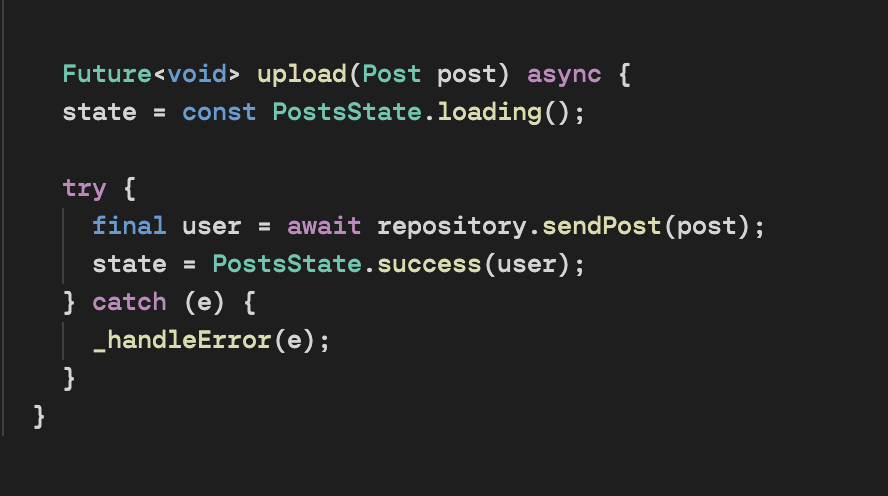 Future<void> upload(Post post) async {
state = const PostsState.loading();
try {
final user = await repository.sendPost(post);
state = PostsState.success(user);
} catch (e) {
_handleError(e);
}
}